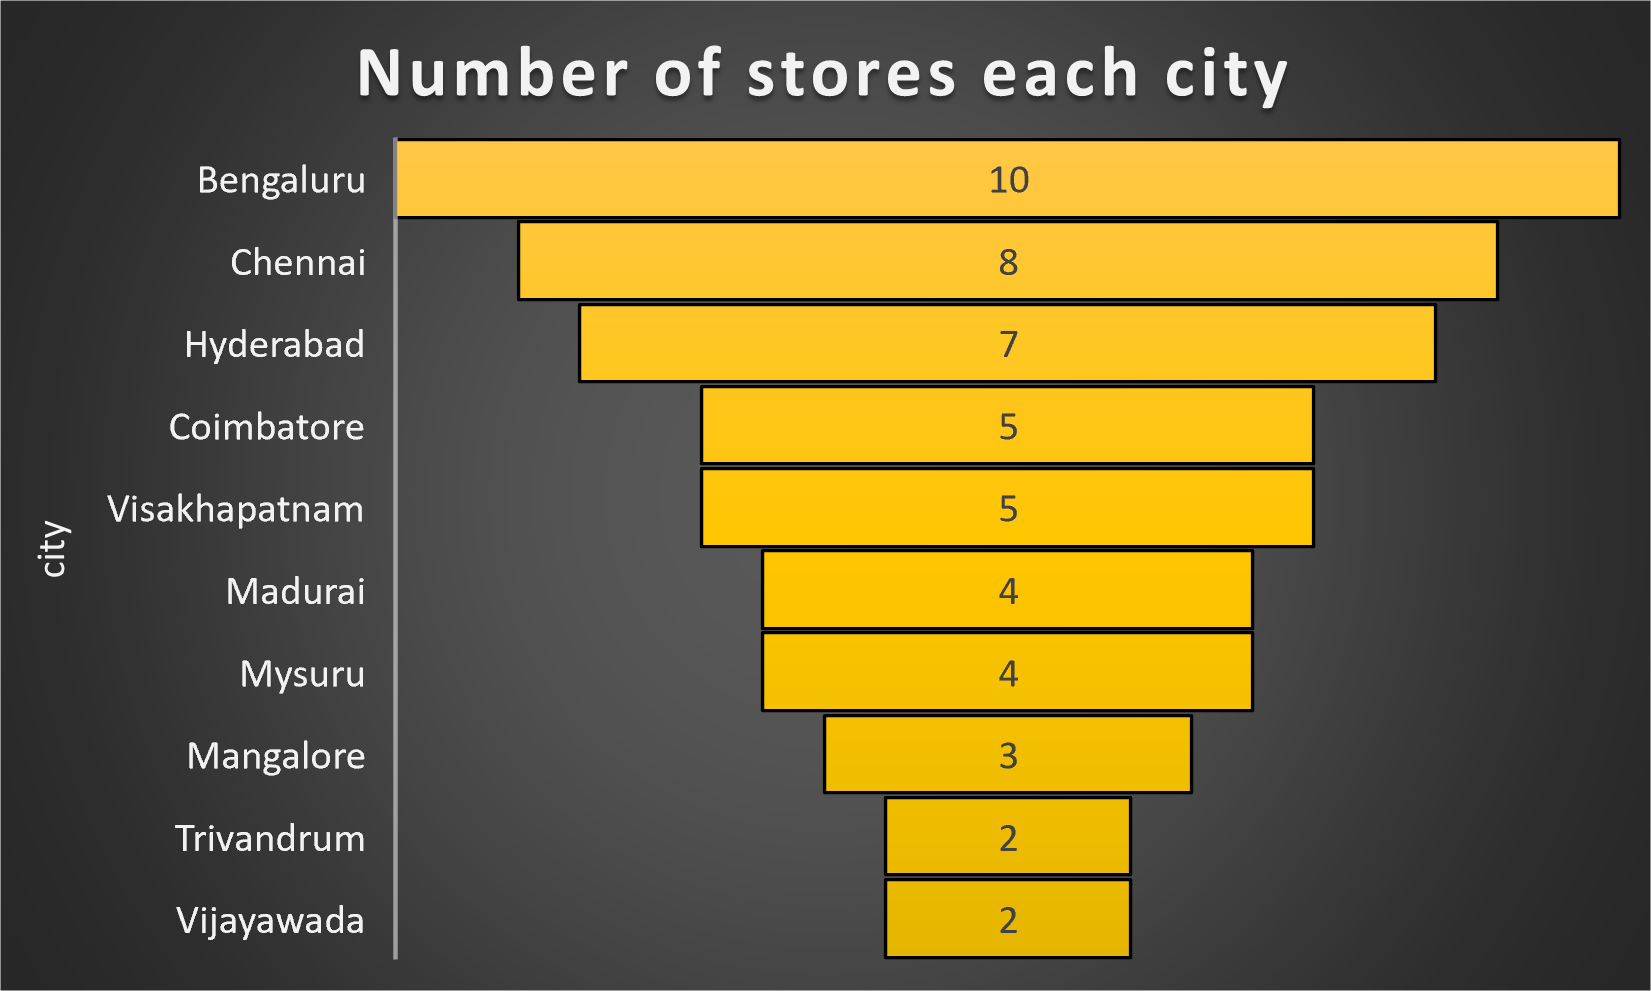 Number of stores each city
Bengaluru 10
Chennai 8
Hyderabad 7
Coimbatore 5
Visakhapatnam 5
city
Madurai 4
Mysuru 4
Mangalore 3
Trivandrum 2
Vijayawada 2